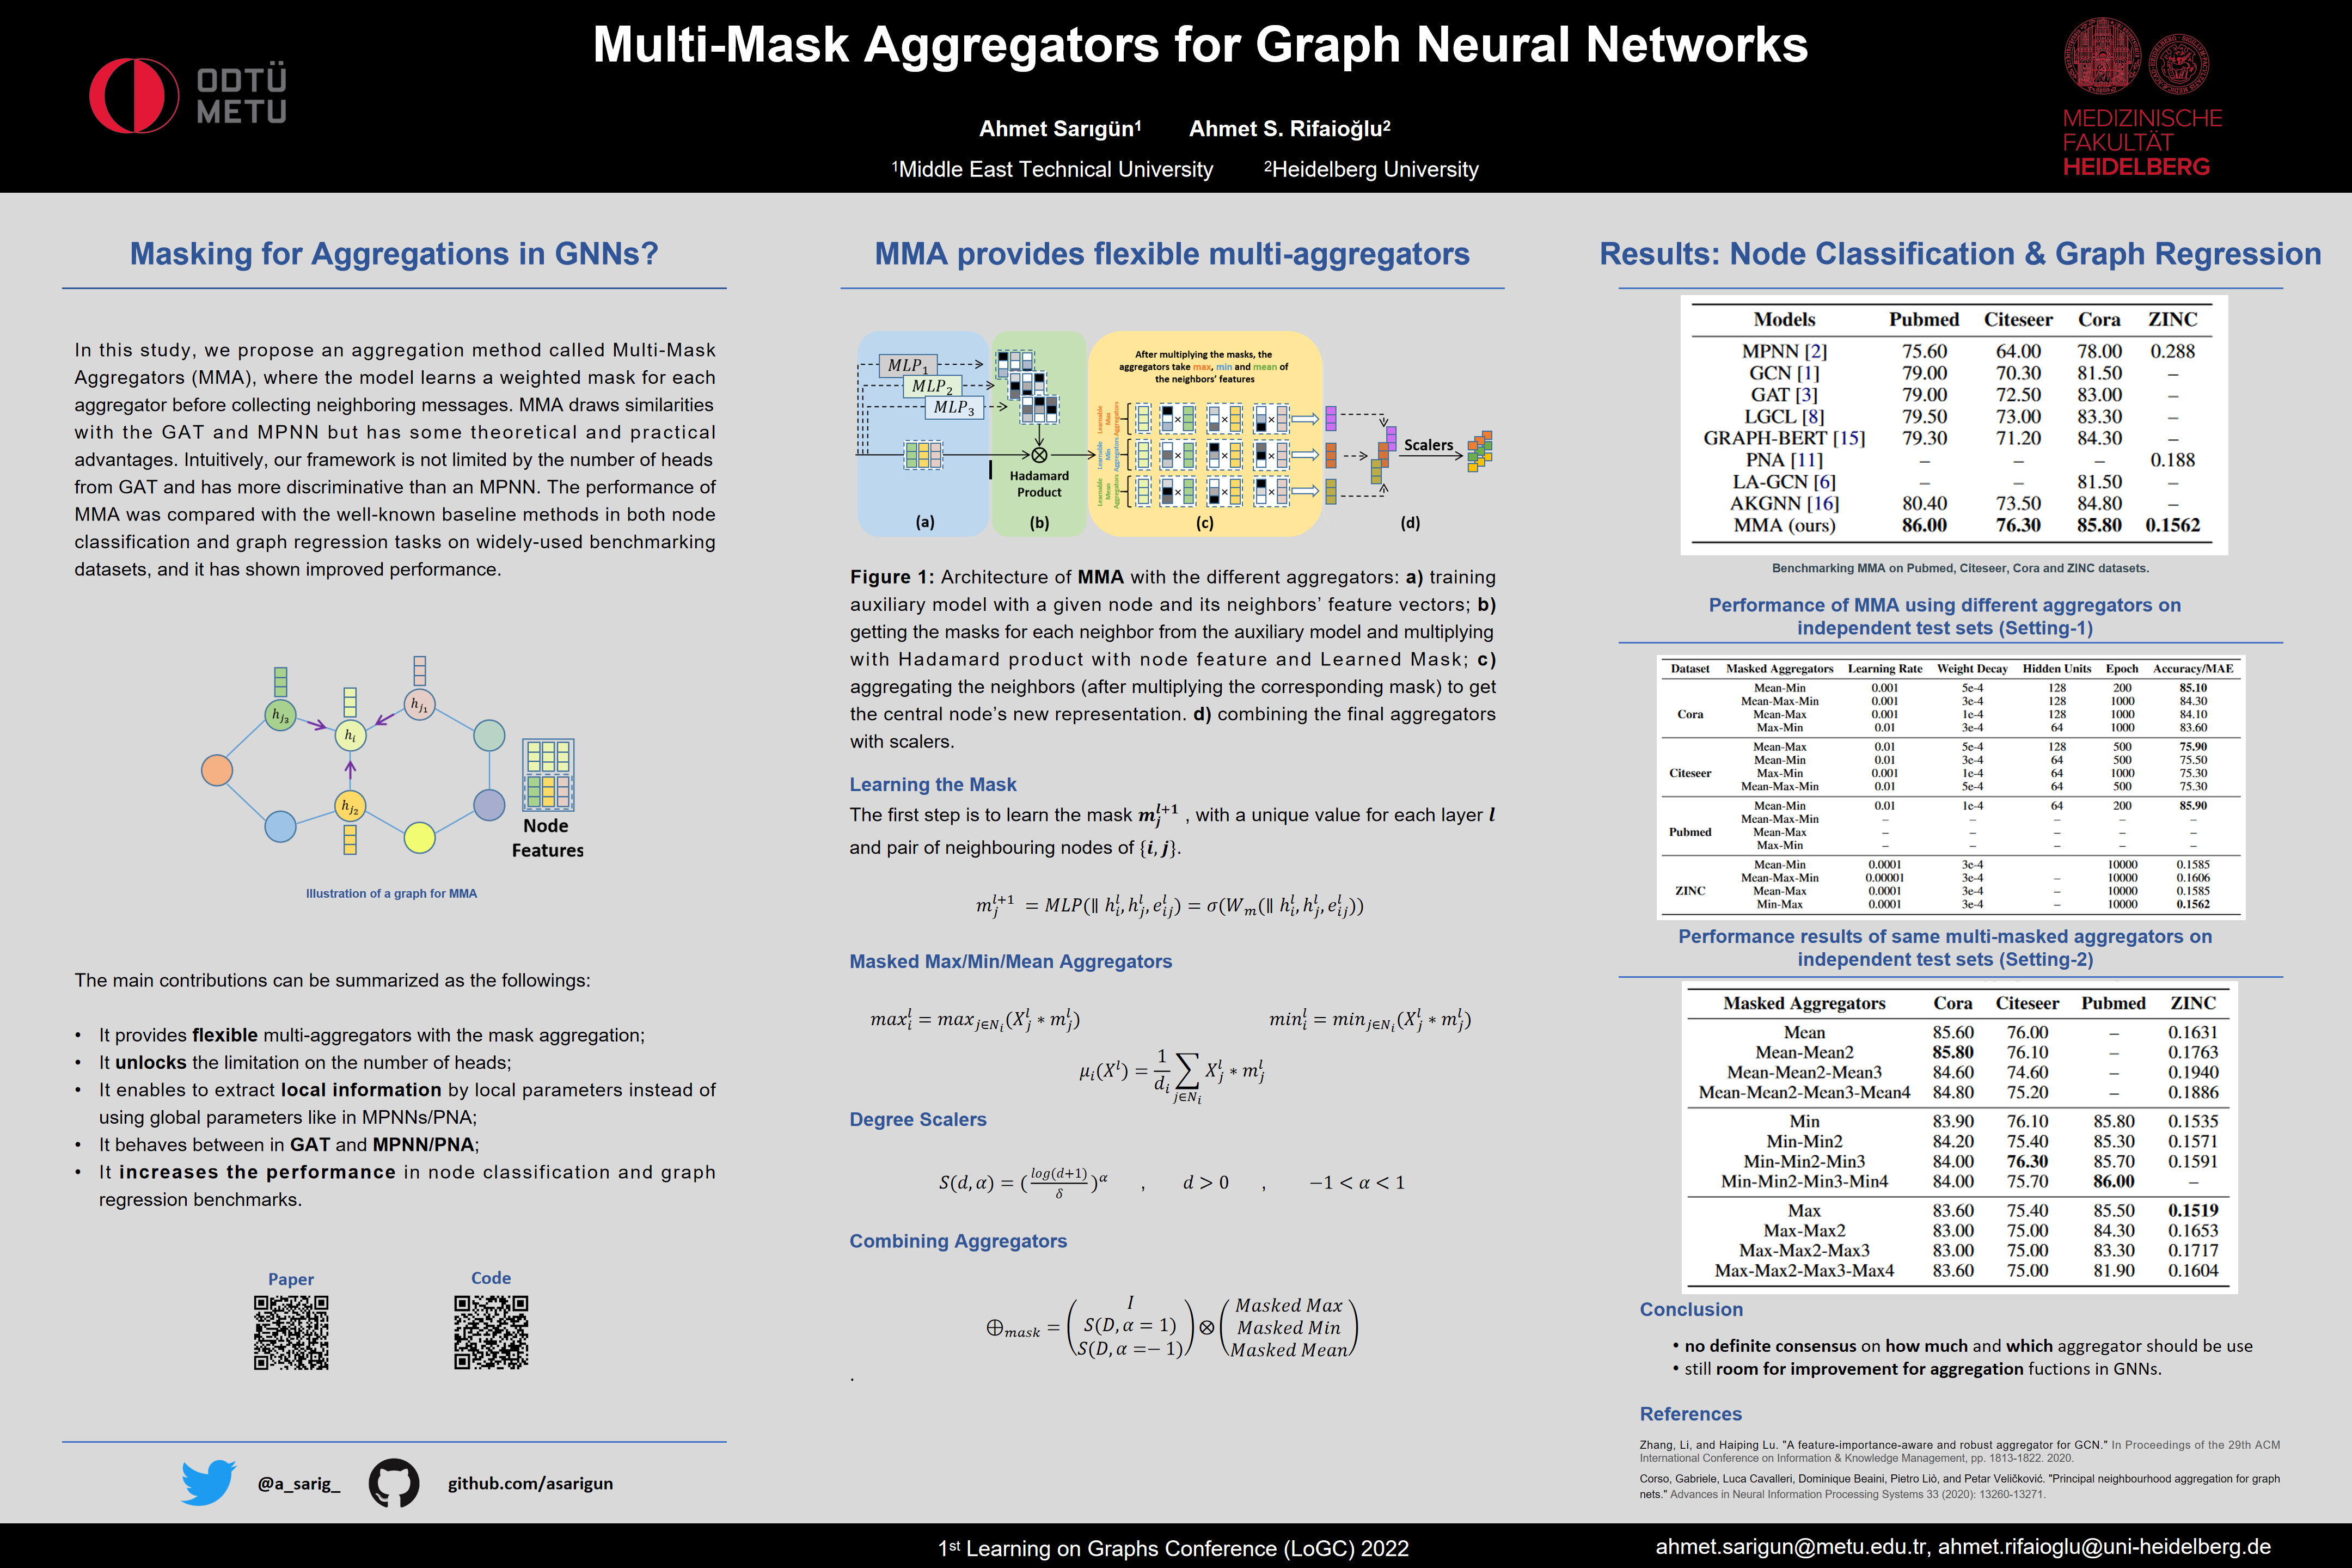 Multi-Mask Aggregators for Graph Neural Networks
ODTÜ
METU
Ahmet Sarıgün¹ Ahmet S. Rifaioğlu²
¹Middle East Technical University ²Heidelberg University
MEDIZINISCHE
FAKULTÄT
HEIDELBERG
Masking for Aggregations in GNNs?
In this study, we propose an aggregation method called Multi-Mask
Aggregators (MMA), where the model learns a weighted mask for each
aggregator before collecting neighboring messages. MMA draws similarities
with the GAT and MPNN but has some theoretical and practical
advantages. Intuitively, our framework is not limited by the number of heads
from GAT and has more discriminative than an MPNN. The performance of
MMA was compared with the well-known baseline methods in both node
classification and graph regression tasks on widely-used benchmarking
datasets, and it has shown improved performance.
h_{j_3}
h_i
h_{j_1}
h_{j_2}
Node
Features
Illustration of a graph for MMA
The main contributions can be summarized as the followings:
• It provides flexible multi-aggregators with the mask aggregation;
• It unlocks the limitation on the number of heads;
• It enables to extract local information by local parameters instead of
using global parameters like in MPNNs/PNA;
• It behaves between in GAT and MPNN/PNA;
• It increases the performance in node classification and graph
regression benchmarks.
Paper Code
@a_sarig_ github.com/asarigun
MMA provides flexible multi-aggregators
MLP₁
MLP₂
MLP₃
Hadamard
Product
After multiplying the masks, the
aggregators take max, min and mean of
the neighbors' features
Learnable Max Aggregators
Learnable Min Aggregators
Learnable Mean Aggregators
Scalers
(a) (b) (c) (d)
Figure 1: Architecture of MMA with the different aggregators: a) training
auxiliary model with a given node and its neighbors' feature vectors; b)
getting the masks for each neighbor from the auxiliary model and multiplying
with Hadamard product with node feature and Learned Mask; c)
aggregating the neighbors (after multiplying the corresponding mask) to get
the central node's new representation. d) combining the final aggregators
with scalers.
Learning the Mask
The first step is to learn the mask m_j^{l+1} , with a unique value for each layer l
and pair of neighbouring nodes of {i, j}.
m_j^{l+1} = MLP(∥ h_i^l, h_j^l, e_{ij}^l) = σ(W_m(∥ h_i^l, h_j^l, e_{ij}^l))
Masked Max/Min/Mean Aggregators
max_i^l = max_{j∈N_i}(X_j^l * m_j^l) min_i^l = min_{j∈N_i}(X_j^l * m_j^l)
μ_i(X^l) = 1/d_i ∑_{j∈N_i} X_j^l * m_j^l
Degree Scalers
S(d, α) = (log(d+1)/δ)^α , d > 0 , −1 < α < 1
Combining Aggregators
⊕_mask = ( I
S(D, α = 1)
S(D, α =− 1) ) ⊗ ( Masked Max
Masked Min
Masked Mean )
.
Results: Node Classification & Graph Regression
Models Pubmed Citeseer Cora ZINC
MPNN [2] 75.60 64.00 78.00 0.288
GCN [1] 79.00 70.30 81.50 –
GAT [3] 79.00 72.50 83.00 –
LGCL [8] 79.50 73.00 83.30 –
GRAPH-BERT [15] 79.30 71.20 84.30 –
PNA [11] – – – 0.188
LA-GCN [6] – – 81.50 –
AKGNN [16] 80.40 73.50 84.80 –
MMA (ours) 86.00 76.30 85.80 0.1562
Benchmarking MMA on Pubmed, Citeseer, Cora and ZINC datasets.
Performance of MMA using different aggregators on
independent test sets (Setting-1)
Dataset Masked Aggregators Learning Rate Weight Decay Hidden Units Epoch Accuracy/MAE
Mean-Min 0.001 5e-4 128 200 85.10
Mean-Max-Min 0.001 3e-4 128 1000 84.30
Cora Mean-Max 0.001 1e-4 128 1000 84.10
Max-Min 0.01 3e-4 64 1000 83.60
Mean-Max 0.01 5e-4 128 500 75.90
Mean-Min 0.01 3e-4 64 500 75.50
Citeseer Max-Min 0.001 1e-4 64 1000 75.30
Mean-Max-Min 0.01 5e-4 64 500 75.30
Mean-Min 0.01 1e-4 64 200 85.90
Mean-Max-Min – – – – –
Pubmed Mean-Max – – – – –
Max-Min – – – – –
Mean-Min 0.0001 3e-4 10000 0.1585
Mean-Max-Min 0.00001 3e-4 – 10000 0.1606
ZINC Mean-Max 0.0001 3e-4 – 10000 0.1585
Min-Max 0.0001 3e-4 – 10000 0.1562
Performance results of same multi-masked aggregators on
independent test sets (Setting-2)
Masked Aggregators Cora Citeseer Pubmed ZINC
Mean 85.60 76.00 – 0.1631
Mean-Mean2 85.80 76.10 – 0.1763
Mean-Mean2-Mean3 84.60 74.60 – 0.1940
Mean-Mean2-Mean3-Mean4 84.80 75.20 – 0.1886
Min 83.90 76.10 85.80 0.1535
Min-Min2 84.20 75.40 85.30 0.1571
Min-Min2-Min3 84.00 76.30 85.70 0.1591
Min-Min2-Min3-Min4 84.00 75.70 86.00 –
Max 83.60 75.40 85.50 0.1519
Max-Max2 83.00 75.00 84.30 0.1653
Max-Max2-Max3 83.00 75.00 83.30 0.1717
Max-Max2-Max3-Max4 83.60 75.00 81.90 0.1604
Conclusion
• no definite consensus on how much and which aggregator should be use
• still room for improvement for aggregation fuctions in GNNs.
References
Zhang, Li, and Haiping Lu. "A feature-importance-aware and robust aggregator for GCN." In Proceedings of the 29th ACM
International Conference on Information & Knowledge Management, pp. 1813-1822. 2020.
Corso, Gabriele, Luca Cavalleri, Dominique Beaini, Pietro Liò, and Petar Veličković. "Principal neighbourhood aggregation for graph
nets." Advances in Neural Information Processing Systems 33 (2020): 13260-13271.
1st Learning on Graphs Conference (LoGC) 2022
ahmet.sarigun@metu.edu.tr, ahmet.rifaioglu@uni-heidelberg.de